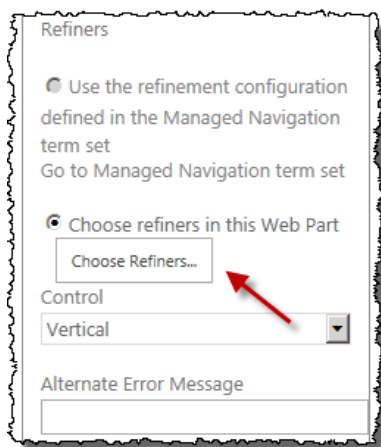 Refiners
Use the refinement configuration
defined in the Managed Navigation
term set
Go to Managed Navigation term set
Choose refiners in this Web Part
Choose Refiners...
Control
Vertical
Alternate Error Message